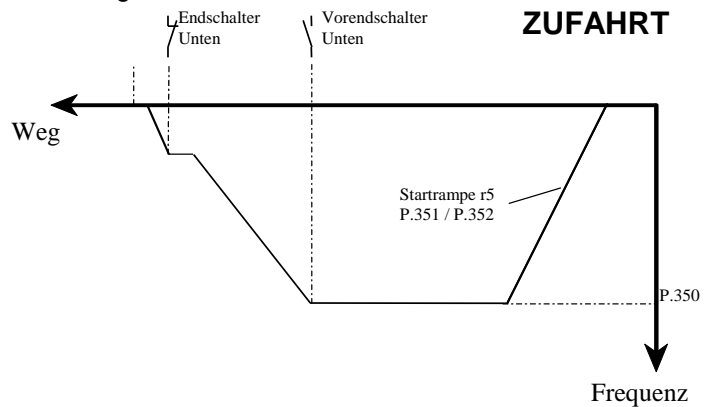 Endschalter
Unten
Vorendschalter
Unten
ZUFAHRT
Weg
Startrampe r5
P.351 / P.352
P.350
Frequenz